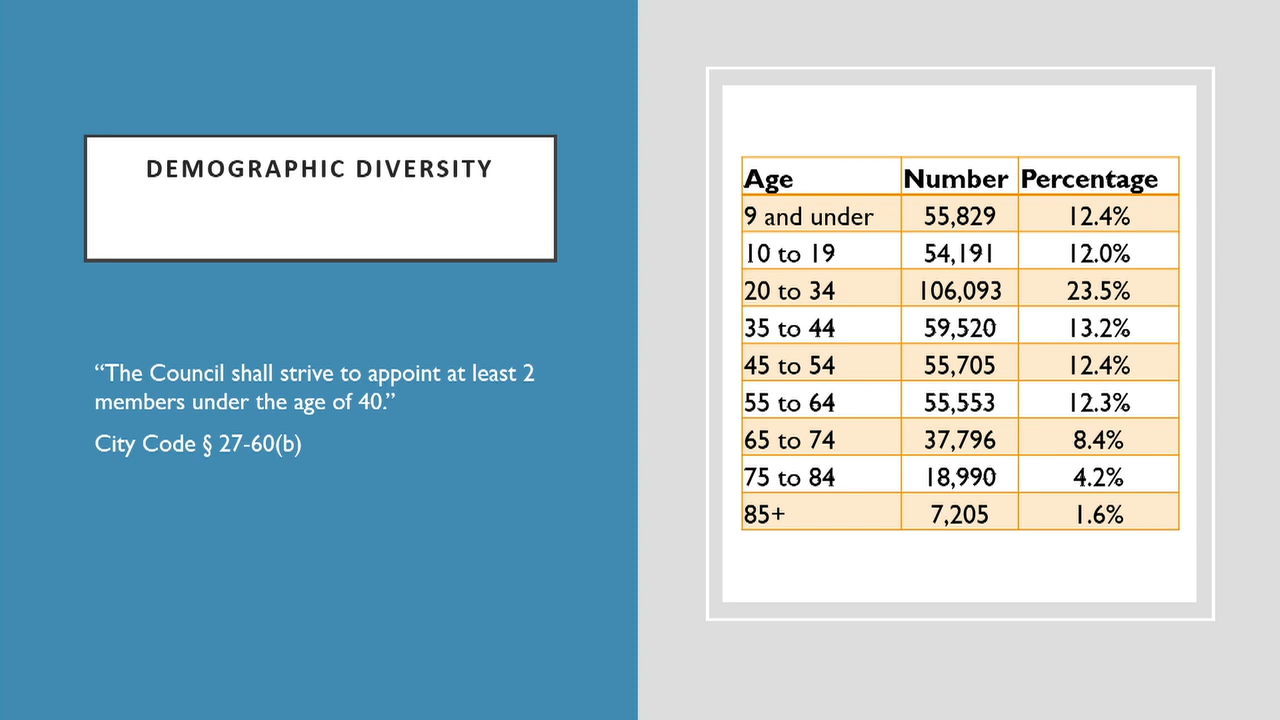 DEMOGRAPHIC DIVERSITY
“The Council shall strive to appoint at least 2
members under the age of 40.”
City Code § 27-60(b)
Age Number Percentage
9 and under 55,829 12.4%
10 to 19 54,191 12.0%
20 to 34 106,093 23.5%
35 to 44 59,520 13.2%
45 to 54 55,705 12.4%
55 to 64 55,553 12.3%
65 to 74 37,796 8.4%
75 to 84 18,990 4.2%
85+ 7,205 1.6%